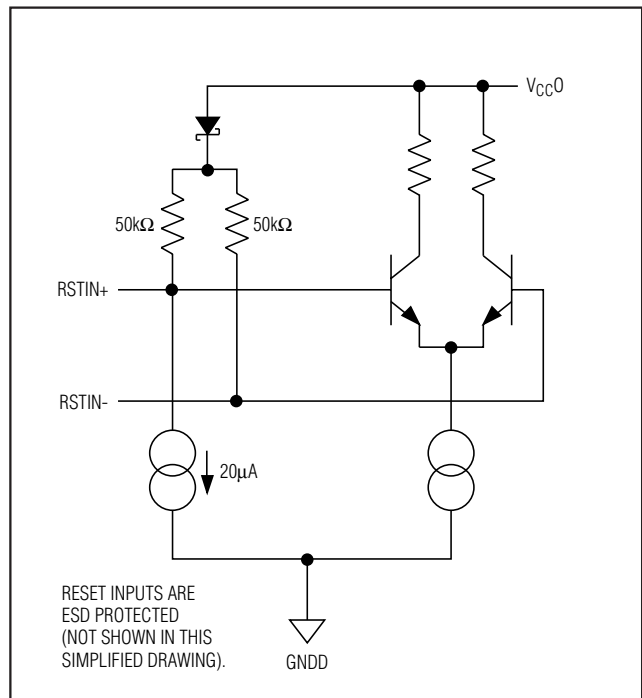 VCCO
50kΩ
50kΩ
RSTIN+
RSTIN-
20µA
RESET INPUTS ARE
ESD PROTECTED
(NOT SHOWN IN THIS
SIMPLIFIED DRAWING).
GNDD